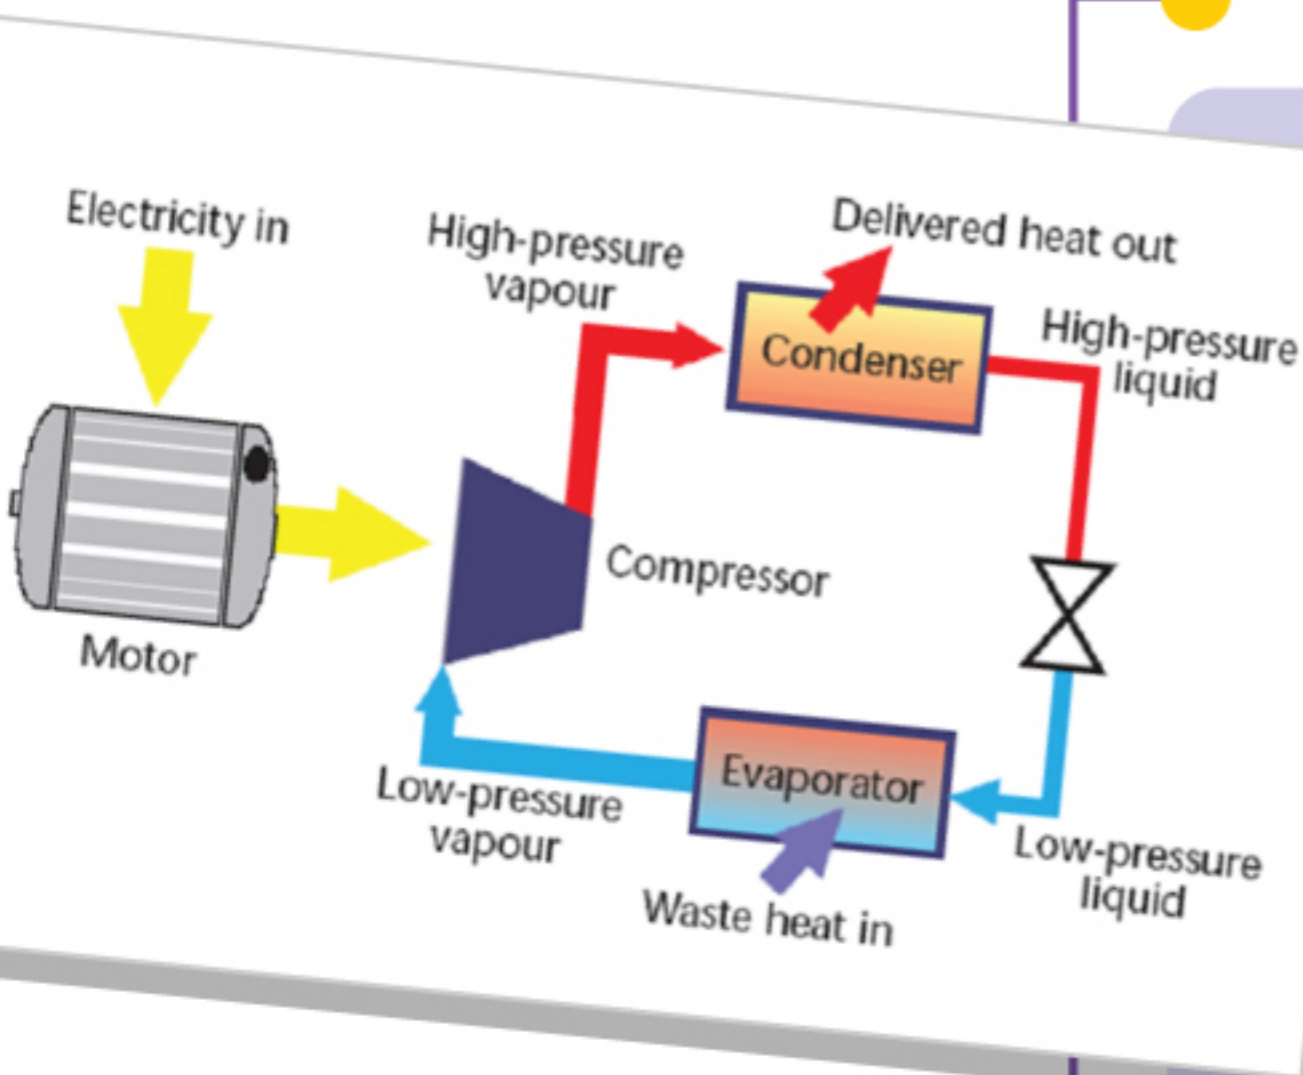 Electricity in
High-pressure
vapour
Delivered heat out
Condenser
High-pressure
liquid
Compressor
Motor
Evaporator
Low-pressure
vapour
Low-pressure
liquid
Waste heat in